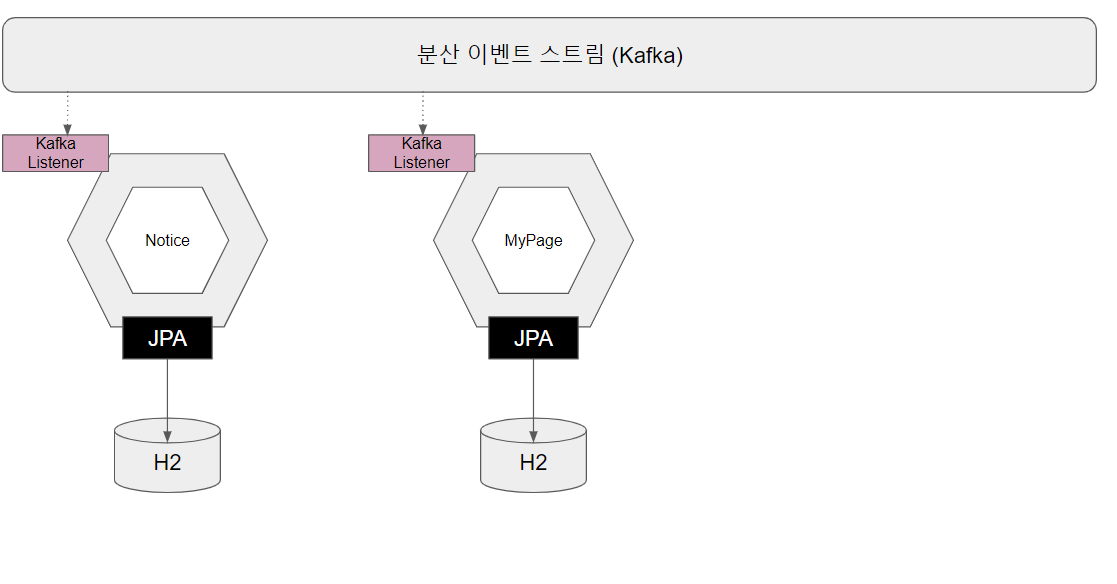 분산 이벤트 스트림 (Kafka)
Kafka
Listener
Kafka
Listener
Notice
MyPage
JPA
JPA
H2
H2